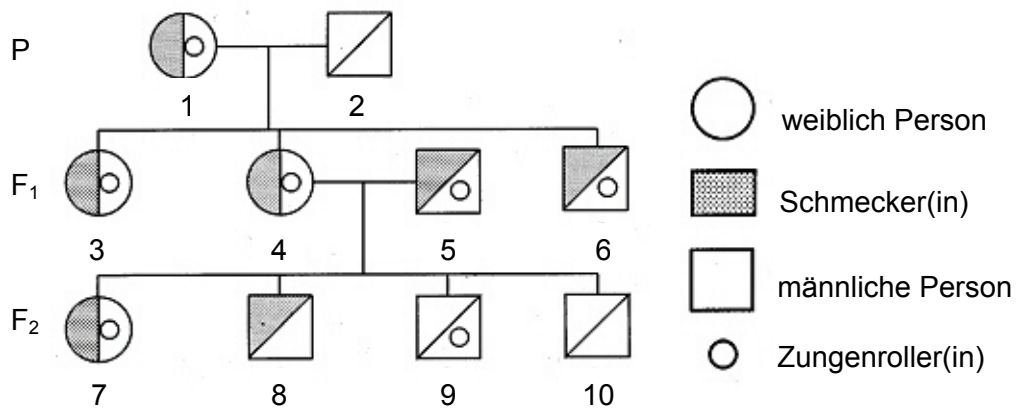 P
1 2
F₁
3 4 5 6
F₂
7 8 9 10
weiblich Person
Schmecker(in)
männliche Person
Zungenroller(in)